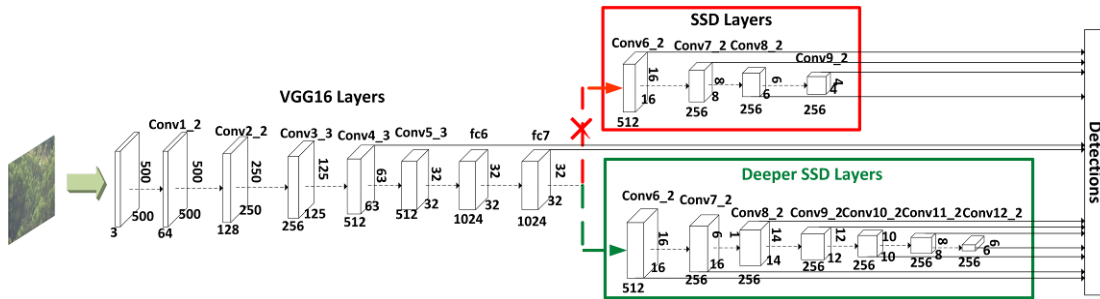 SSD Layers
Conv6_2 Conv7_2 Conv8_2 Conv9_2
16 16 512
8 8 256
6 6 256
4 4 256
VGG16 Layers
Conv1_2 Conv2_2 Conv3_3 Conv4_3 Conv5_3 fc6 fc7
500 500 3
500 500 64
250 250 128
125 125 256
63 63 512
32 32 512
32 32 1024
32 32 1024
Deeper SSD Layers
Conv6_2 Conv7_2 Conv8_2 Conv9_2 Conv10_2 Conv11_2 Conv12_2
16 16 512
1 6 16 256
14 14 256
12 12 256
10 10 256
8 8 256
6 6 256
Detections